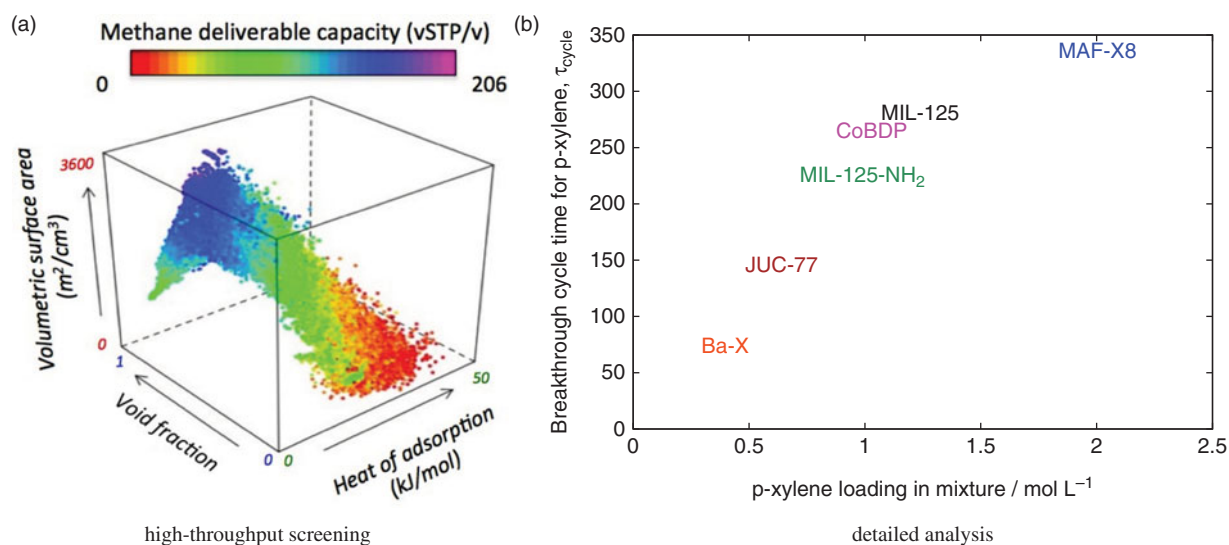 (a)
Methane deliverable capacity (vSTP/v)
0
206
3600
Volumetric surface area
(m²/cm³)
0
1
Void fraction
0
0
Heat of adsorption
(kJ/mol)
50
high-throughput screening
(b)
Breakthrough cycle time for p-xylene, τcycle
350
300
250
200
150
100
50
0
MAF-X8
MIL-125
CoBDP
MIL-125-NH₂
JUC-77
Ba-X
0
0.5
1
1.5
2
2.5
p-xylene loading in mixture / mol L⁻¹
detailed analysis